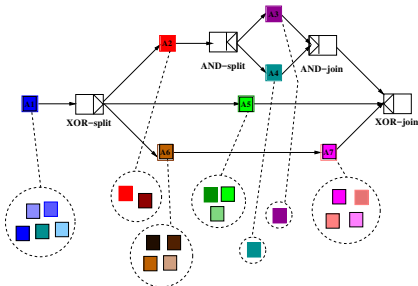 A3
A2
AND-split
A4
AND-join
A1
XOR-split
A5
XOR-join
A6
A7